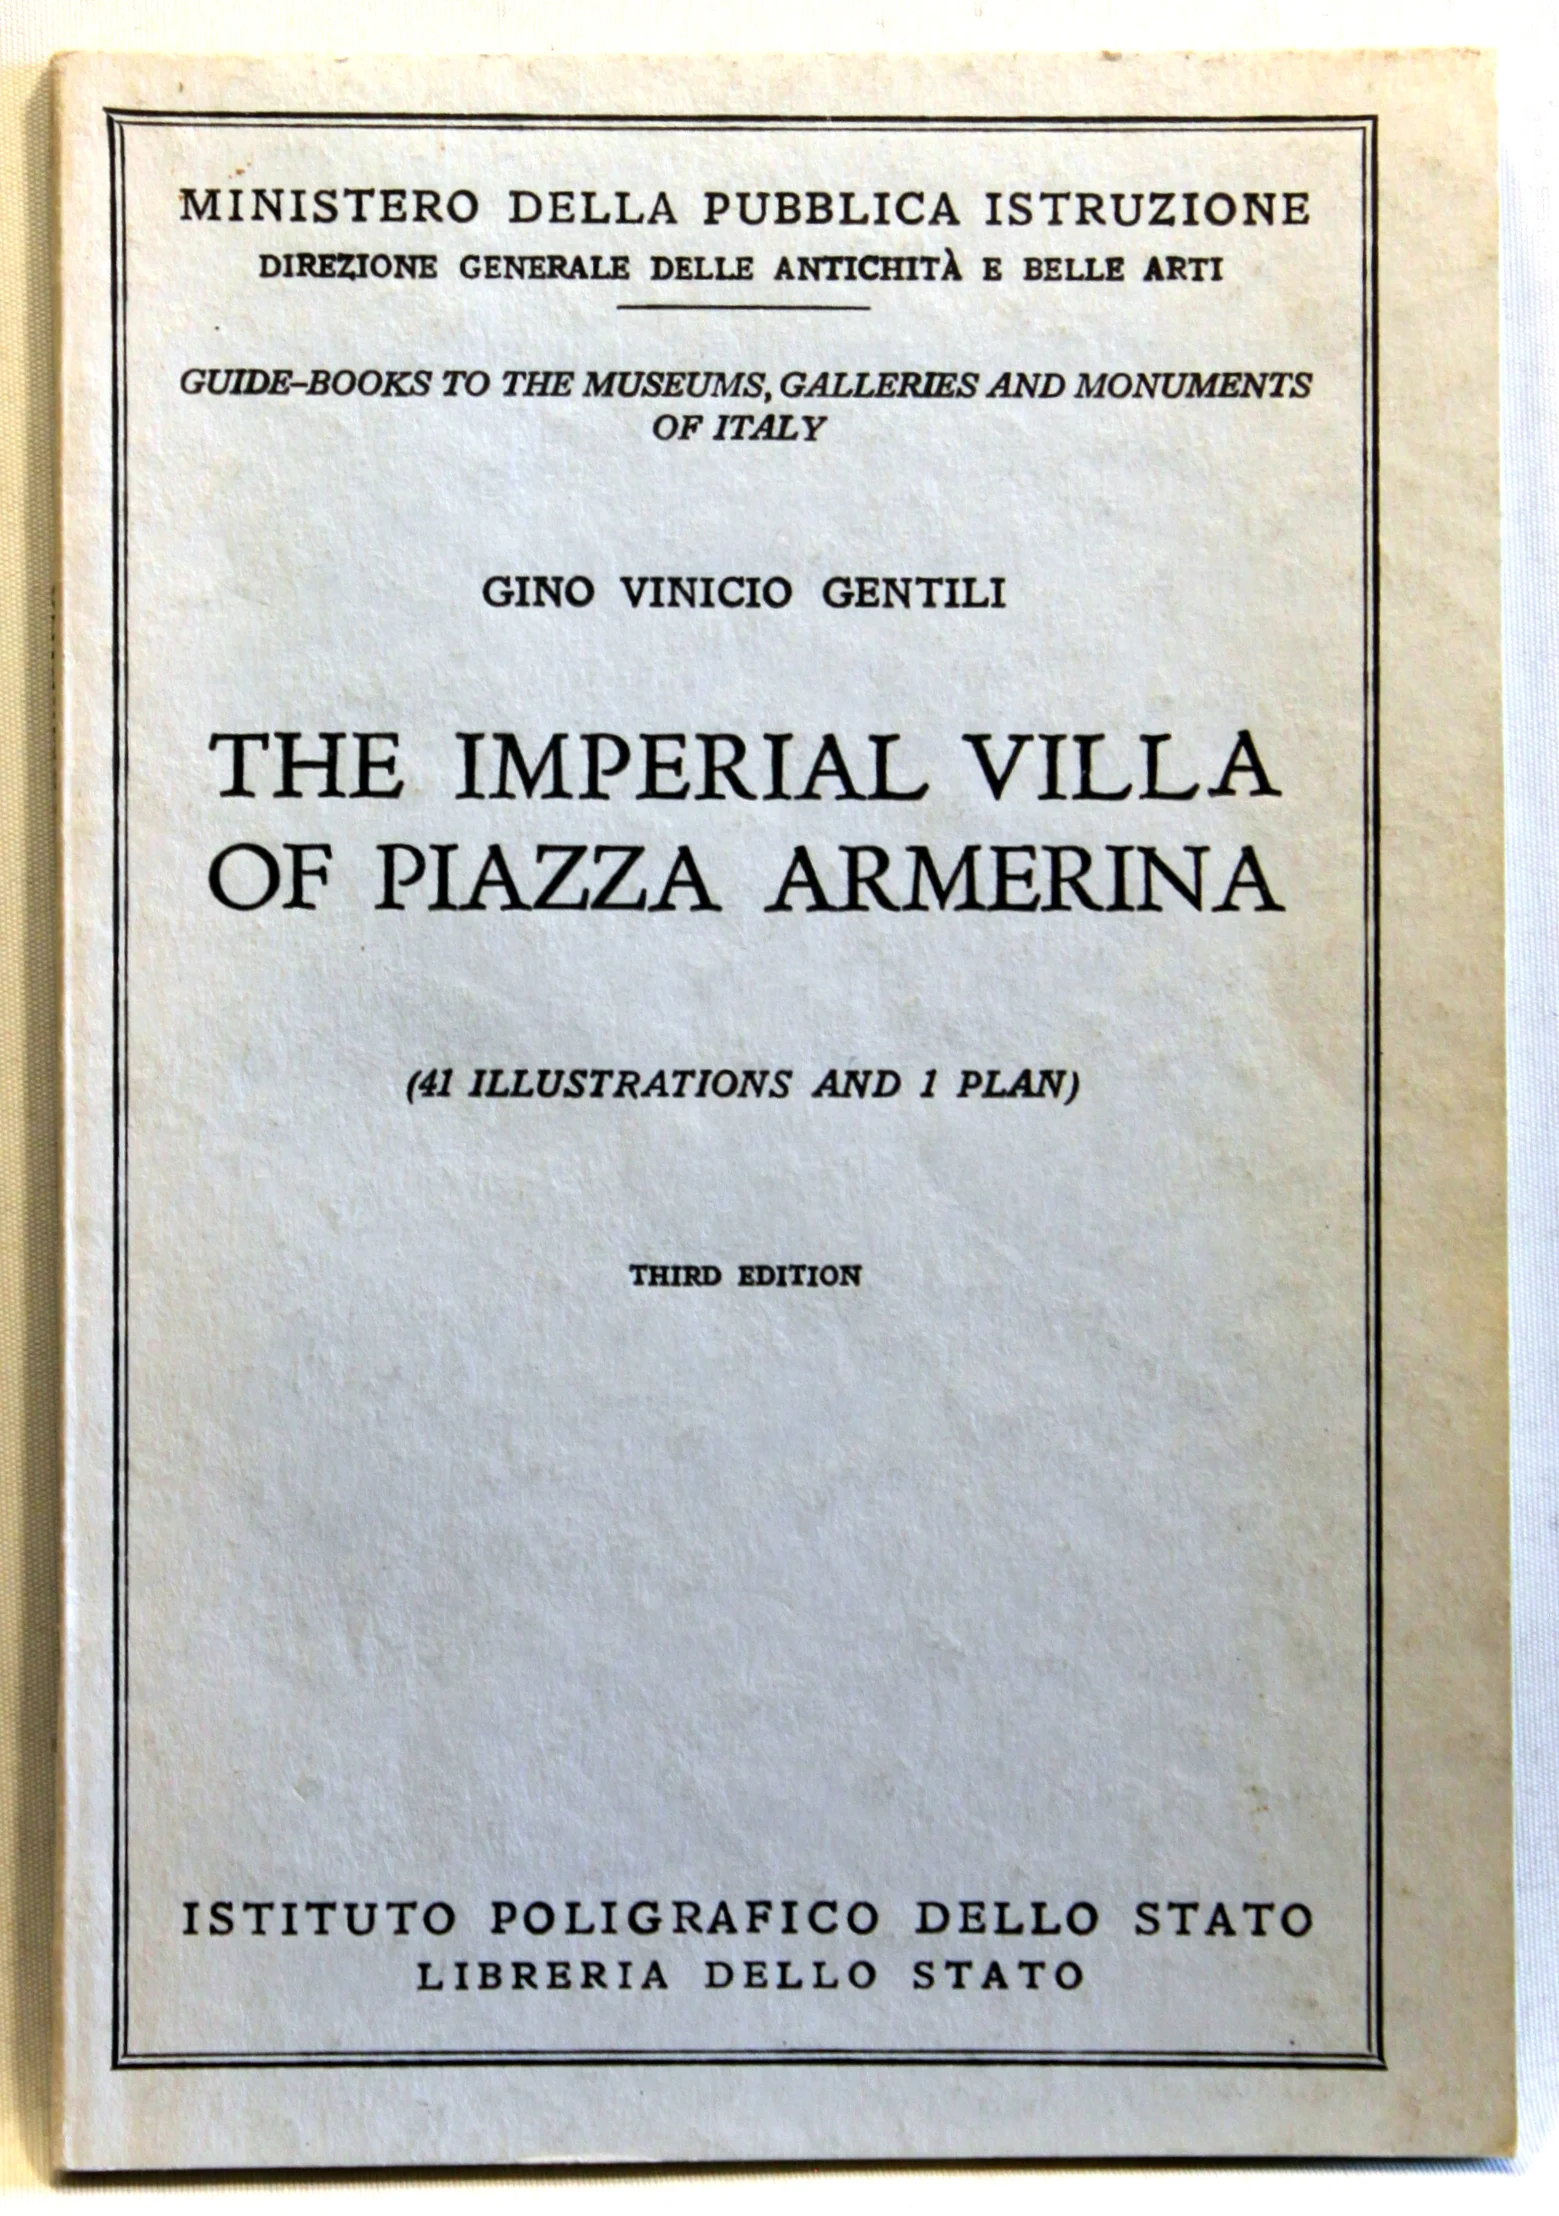 MINISTERO DELLA PUBBLICA ISTRUZIONE
DIREZIONE GENERALE DELLE ANTICHITÀ E BELLE ARTI
GUIDE-BOOKS TO THE MUSEUMS, GALLERIES AND MONUMENTS
OF ITALY
GINO VINICIO GENTILI
THE IMPERIAL VILLA
OF PIAZZA ARMERINA
(41 ILLUSTRATIONS AND 1 PLAN)
THIRD EDITION
ISTITUTO POLIGRAFICO DELLO STATO
LIBRERIA DELLO STATO